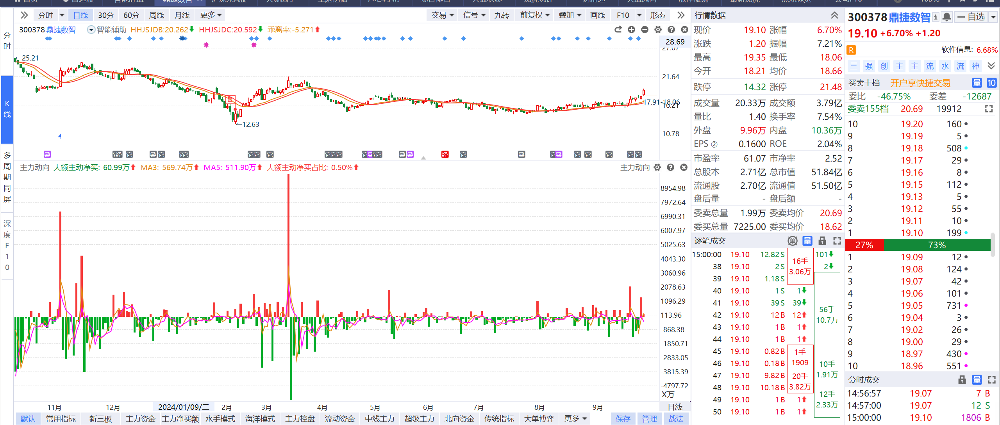 分时 日线 30分 60分 周线 月线 更多 交易 信号 九转 前复权 叠加 画线 F10 形态
300378 鼎捷数智 智能辅助 HHJSJDB:20.262 HHJSJDC:20.592 乖离率:-5.271
28.69
27.07
25.21
21.64
17.91-18.06
16.21
12.63
10.78
分时
K线
多周期同屏
深度F10
主力动向 大额主动净买:-60.99万 MA3:-569.74万 MA5:-511.90万 大额主动净买占比:-0.50% 主力动向
8954.98
7972.64
6990.31
6007.97
5025.63
4043.30
3060.96
2078.63
1096.29
113.96
-868.38
-1850.71
-2833.05
-3815.39
-4797.72
X万
11月 12月 2024/01/09/二 2月 3月 4月 5月 6月 7月 8月 9月 日线
默认 常用指标 新三板 主力资金 主力净买额 水手模式 海洋模式 主力控盘 流动资金 中线主力 超级主力 北向资金 传统指标 大单博弈 更多 保存 管理 战法
行情数据
现价 19.10 涨幅 6.70%
涨跌 1.20 振幅 7.21%
最高 19.35 最低 18.06
今开 18.21 均价 18.66
跌停 14.32 涨停 21.48
成交量 20.33万 成交额 3.79亿
量比 1.40 换手率 7.54%
外盘 9.96万 内盘 10.36万
EPS ② 0.1600 ROE 2.04%
市盈率 61.07 市净率 2.52
总股本 2.71亿 总市值 51.84亿
流通股 2.70亿 流通值 51.50亿
盘后量 - 盘后额 -
委卖总量 1.99万 委卖均价 20.69
委买总量 7225.00 委买均价 18.62
逐笔成交 单 量
15:00:00 19.10 12.82 S 101
38 19.10 2 S 2
39 19.10 1.18 S
40 19.10 1 S 1
41 19.10 39 S 39
42 19.10 12 B 12
43 19.10 1 B 1
44 19.10 1 B 1
45 19.10 0.82 B
46 19.10 0.18 B
47 19.10 9.82 B
48 19.10 10.18 B
49 19.10 1 B 1
50 19.10 1 B 1
16手
3.06万
1手
1909
20手
3.82万
56手
10.7万
10手
1.91万
12手
2.33万
300378 鼎捷数智 自选
19.10 +6.70% +1.20
R 软件信息: 6.68%
三 强 创 主 主 流 水 流 神
买卖十档 开户享快捷交易 量 10
委比 -46.75% 委差 -12687
委卖155档 20.69 19912
10 19.20 160
9 19.19 5
8 19.18 508
7 19.17 29
6 19.16 8
5 19.15 112
4 19.13 5
3 19.12 55
2 19.11 10
1 19.10 199
27% 73%
1 19.09 12
2 19.08 124
3 19.07 42
4 19.06 101
5 19.05 731
6 19.04 3
7 19.02 26
8 19.00 29
9 18.97 430
10 18.96 551
分时成交 量
14:56:57 19.07 7 B
14:57:00 19.07 12 S
15:00:00 19.10 1806 B